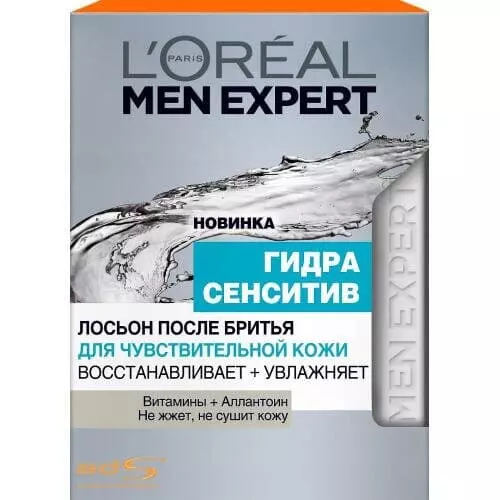 L'ORÉAL
PARIS
MEN EXPERT
НОВИНКА
ГИДРА
СЕНСИТИВ
ЛОСЬОН ПОСЛЕ БРИТЬЯ
ДЛЯ ЧУВСТВИТЕЛЬНОЙ КОЖИ
ВОССТАНАВЛИВАЕТ + УВЛАЖНЯЕТ
Витамины + Аллантоин
Не жжет, не сушит кожу
MEN EXPERT